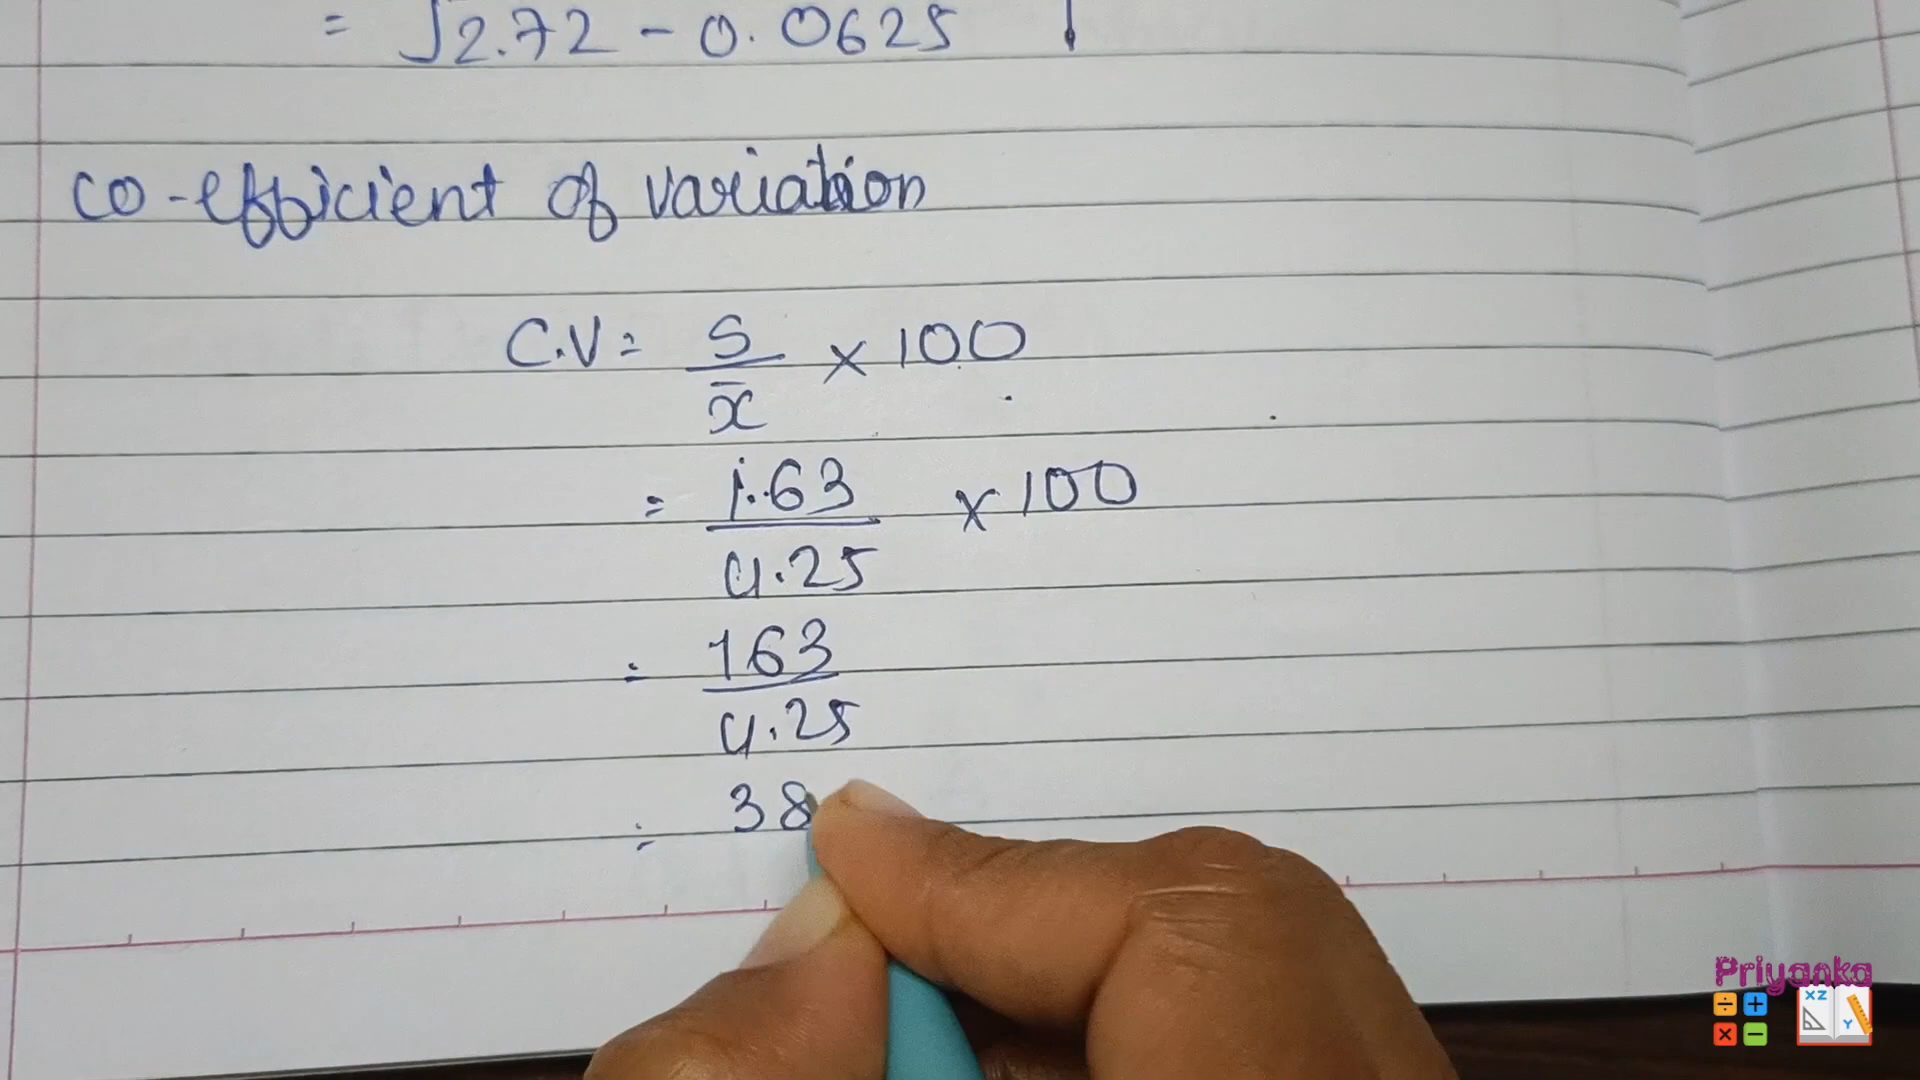 = √2.72 - 0.0625
co-efficient of variation
C.V = S/x̄ × 100
= 1.63/4.25 × 100
= 163/4.25
= 38
Priyanka
÷ + XZ
× − Y